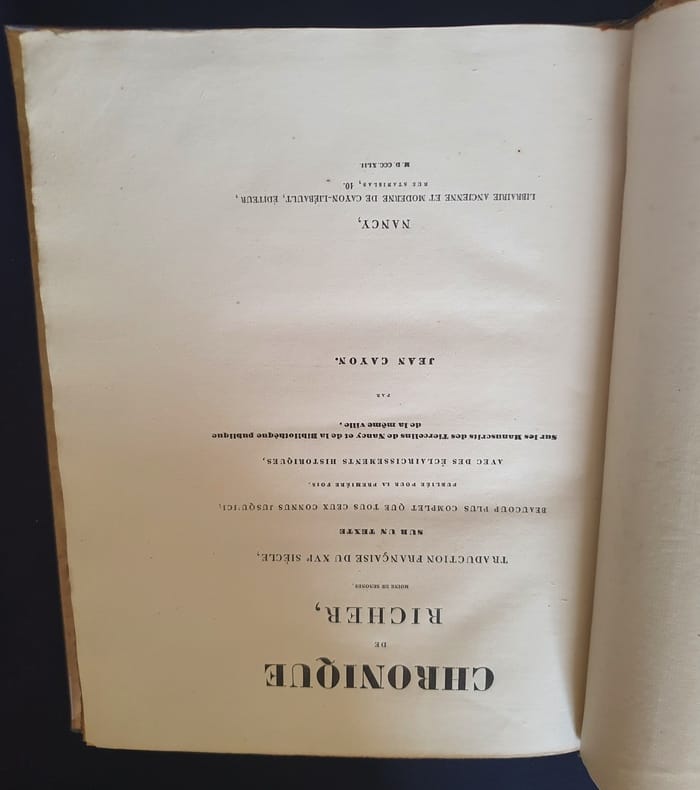 CHRONIQUE
DE
RICHER,
MOINE DE SENONES.
TRADUCTION FRANÇAISE DU XVIe SIÈCLE,
SUR UN TEXTE
BEAUCOUP PLUS COMPLET QUE TOUS CEUX CONNUS JUSQU'ICI,
PUBLIÉE POUR LA PREMIÈRE FOIS,
AVEC DES ÉCLAIRCISSEMENTS HISTORIQUES,
Sur les Manuscrits des Tiercelins de Nancy et de la Bibliothèque publique
de la même ville,
PAR
JEAN CAYON.
NANCY,
LIBRAIRIE ANCIENNE ET MODERNE DE CAYON-LIÉBAULT, ÉDITEUR,
RUE STANISLAS, 10.
M. D. CCC. XLII.